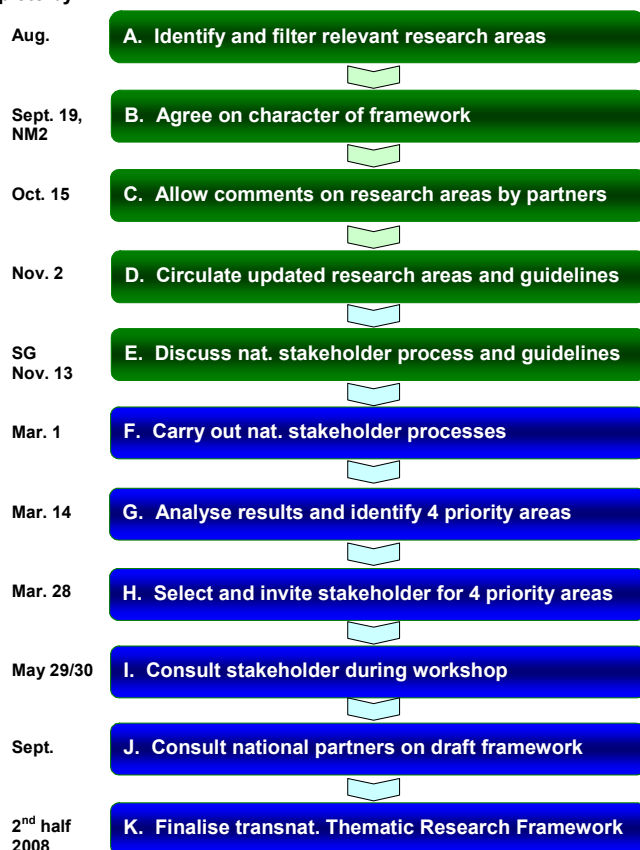 Aug.
A. Identify and filter relevant research areas
Sept. 19,
NM2
B. Agree on character of framework
Oct. 15
C. Allow comments on research areas by partners
Nov. 2
D. Circulate updated research areas and guidelines
SG
Nov. 13
E. Discuss nat. stakeholder process and guidelines
Mar. 1
F. Carry out nat. stakeholder processes
Mar. 14
G. Analyse results and identify 4 priority areas
Mar. 28
H. Select and invite stakeholder for 4 priority areas
May 29/30
I. Consult stakeholder during workshop
Sept.
J. Consult national partners on draft framework
2nd half
2008
K. Finalise transnat. Thematic Research Framework